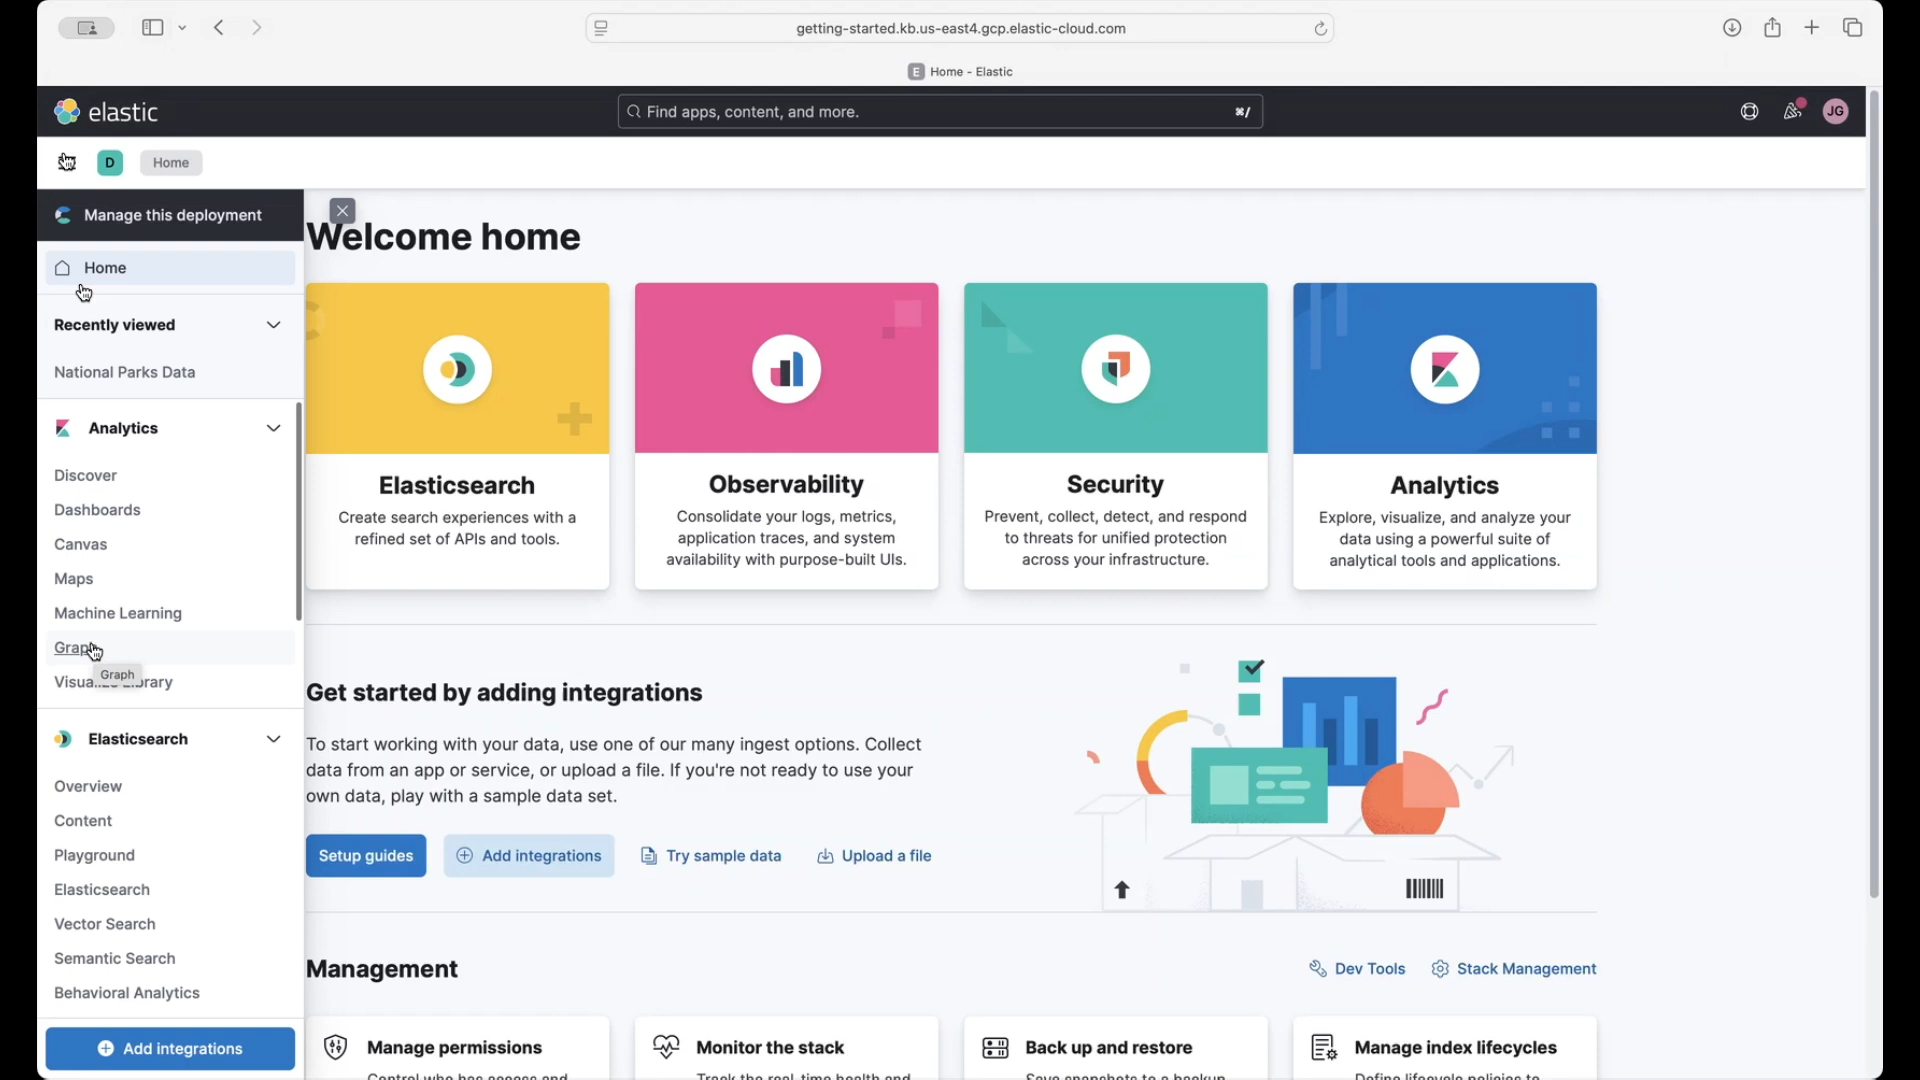 getting-started.kb.us-east4.gcp.elastic-cloud.com
E Home - Elastic
elastic
Find apps, content, and more.
⌘/
JG
D
Home
Manage this deployment
Home
Recently viewed
National Parks Data
Analytics
Discover
Dashboards
Canvas
Maps
Machine Learning
Graph
Graph
Elasticsearch
Overview
Content
Playground
Elasticsearch
Vector Search
Semantic Search
Behavioral Analytics
Add integrations
Welcome home
Elasticsearch
Create search experiences with a
refined set of APIs and tools.
Observability
Consolidate your logs, metrics,
application traces, and system
availability with purpose-built UIs.
Security
Prevent, collect, detect, and respond
to threats for unified protection
across your infrastructure.
Analytics
Explore, visualize, and analyze your
data using a powerful suite of
analytical tools and applications.
Get started by adding integrations
To start working with your data, use one of our many ingest options. Collect
data from an app or service, or upload a file. If you're not ready to use your
own data, play with a sample data set.
Setup guides
Add integrations
Try sample data
Upload a file
Management
Dev Tools
Stack Management
Manage permissions
Monitor the stack
Back up and restore
Manage index lifecycles